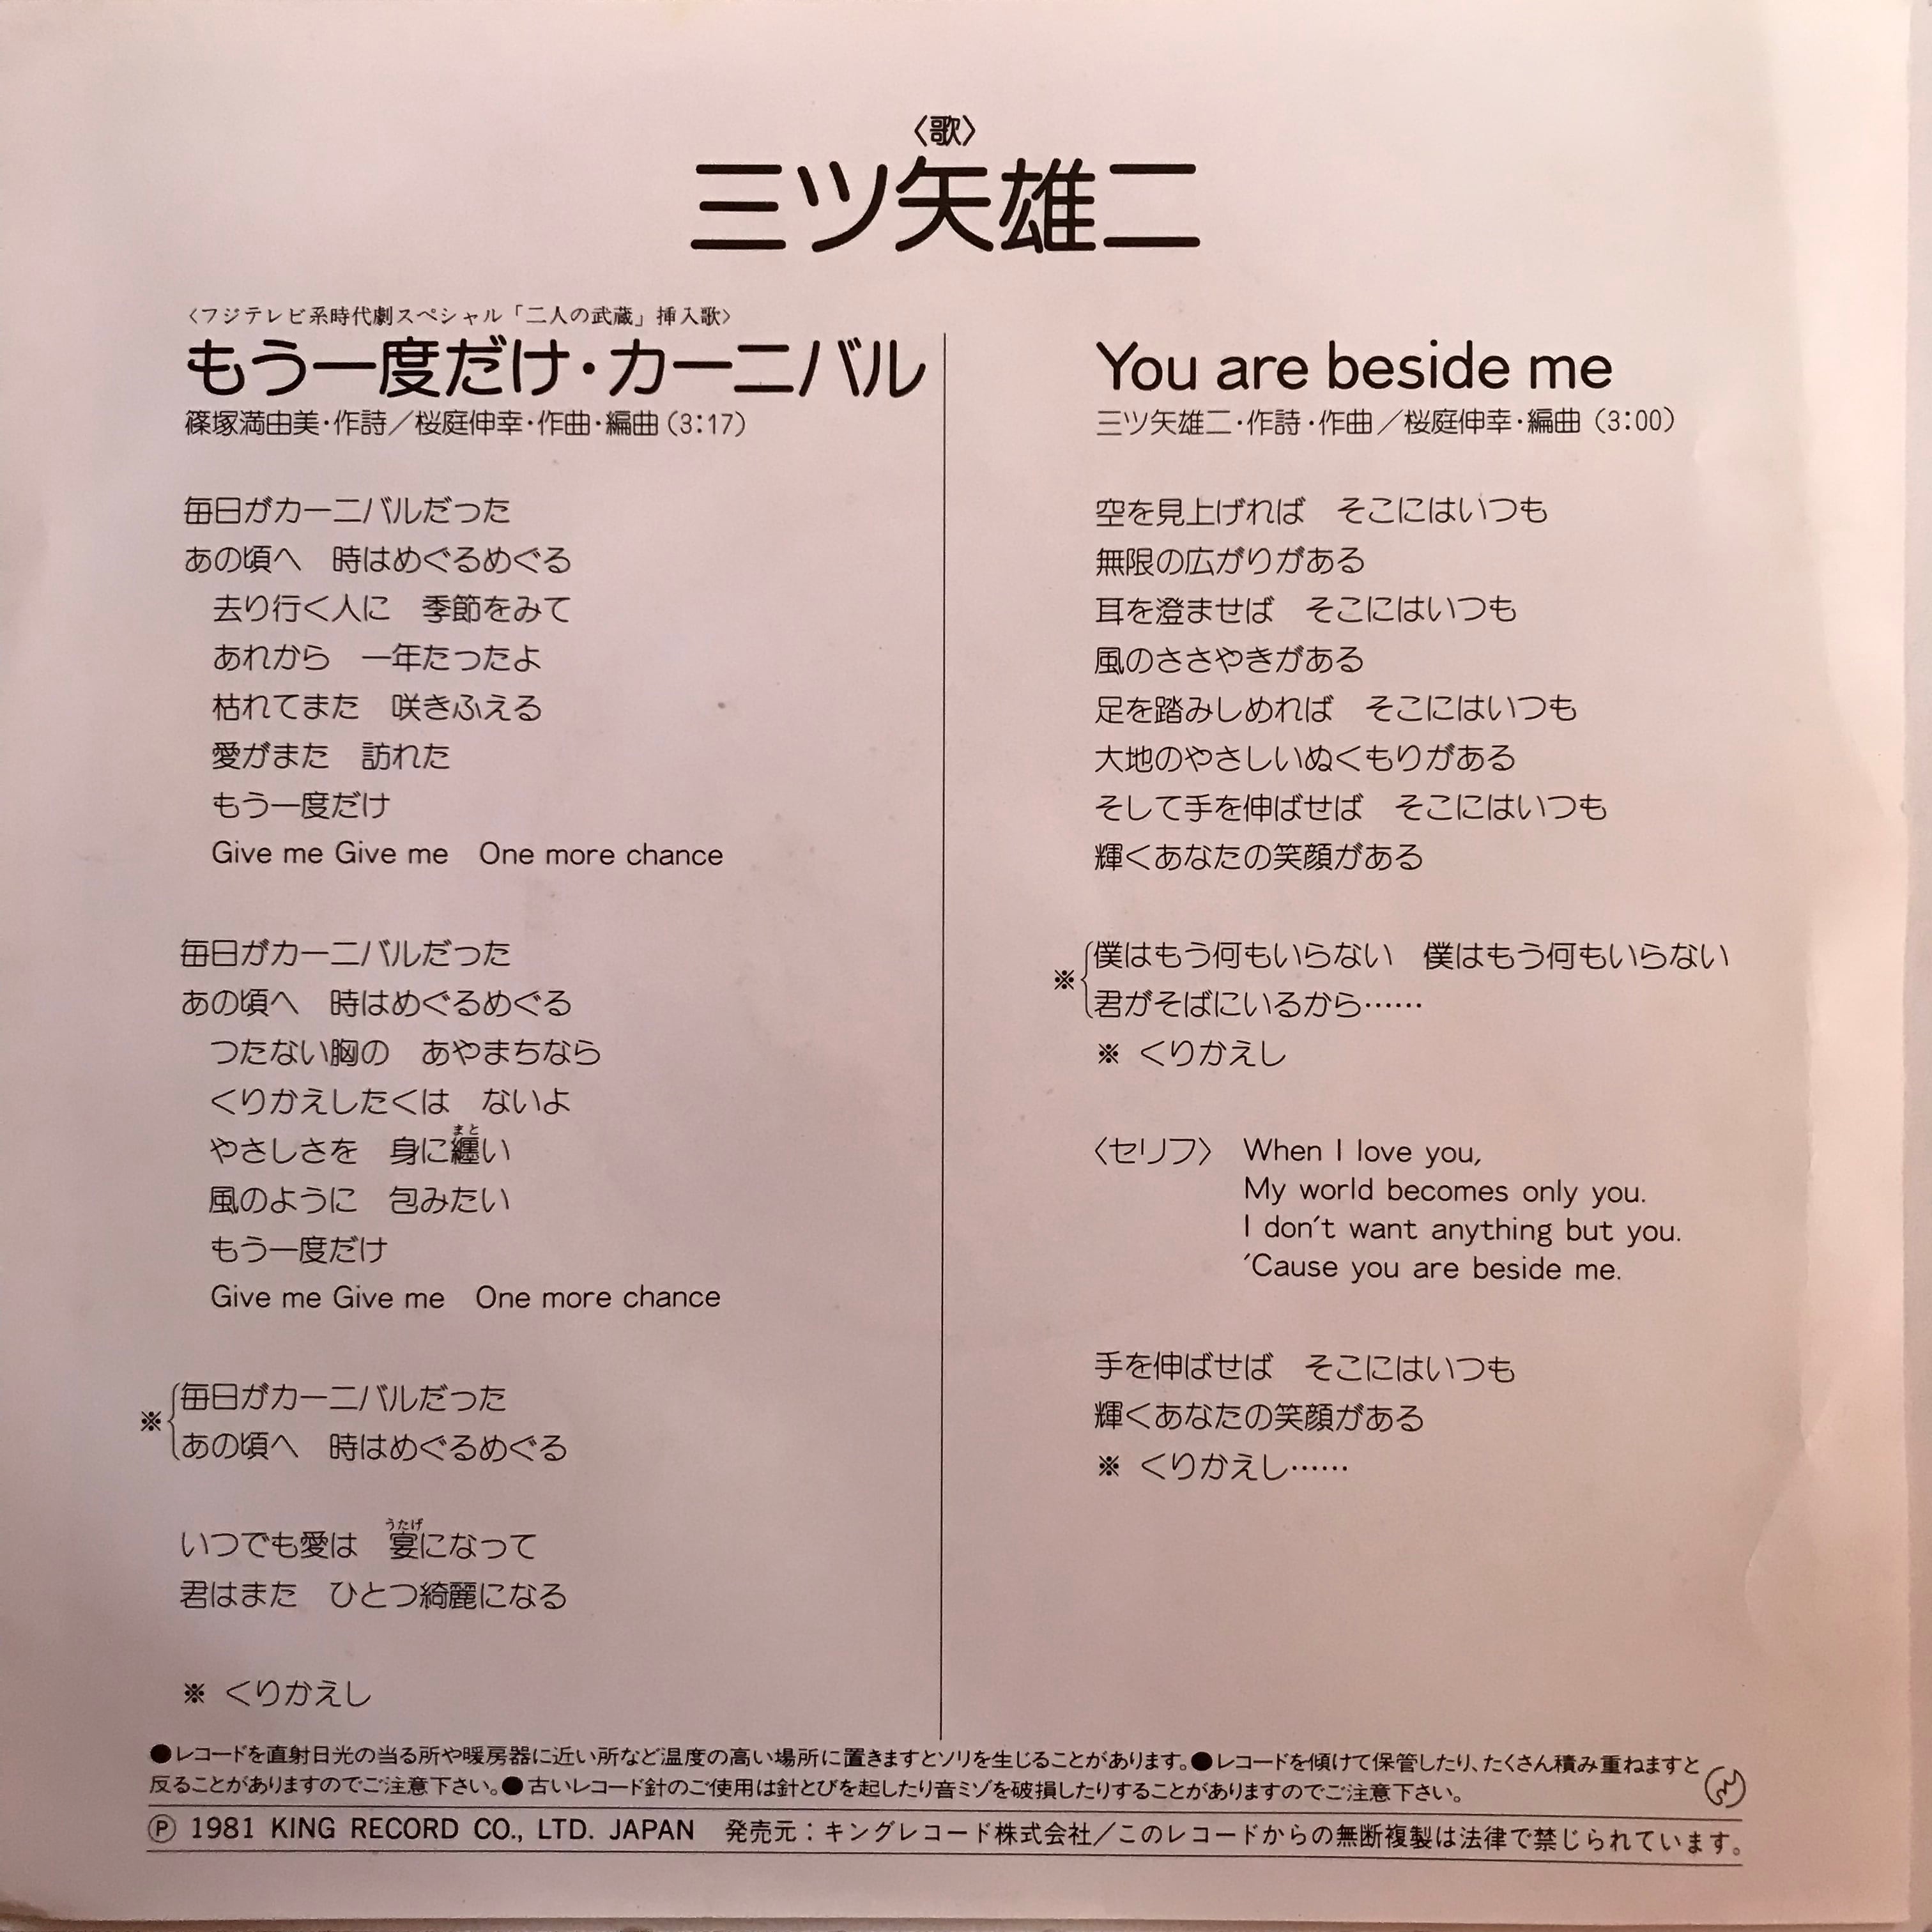 〈歌〉
三ツ矢雄二
〈フジテレビ系時代劇スペシャル「二人の武蔵」挿入歌〉
もう一度だけ・カーニバル
篠塚満由美・作詩／桜庭伸幸・作曲・編曲(3:17)
毎日がカーニバルだった
あの頃へ　時はめぐるめぐる
去り行く人に　季節をみて
あれから　一年たったよ
枯れてまた　咲きふえる
愛がまた　訪れた
もう一度だけ
Give me Give me　One more chance
毎日がカーニバルだった
あの頃へ　時はめぐるめぐる
つたない胸の　あやまちなら
くりかえしたくは　ないよ
まと
やさしさを　身に纏い
風のように　包みたい
もう一度だけ
Give me Give me　One more chance
※
毎日がカーニバルだった
あの頃へ　時はめぐるめぐる
うたげ
いつでも愛は　宴になって
君はまた　ひとつ綺麗になる
※ くりかえし
You are beside me
三ツ矢雄二・作詩・作曲／桜庭伸幸・編曲(3:00)
空を見上げれば　そこにはいつも
無限の広がりがある
耳を澄ませば　そこにはいつも
風のささやきがある
足を踏みしめれば　そこにはいつも
大地のやさしいぬくもりがある
そして手を伸ばせば　そこにはいつも
輝くあなたの笑顔がある
※
僕はもう何もいらない　僕はもう何もいらない
君がそばにいるから……
※ くりかえし
〈セリフ〉 When I love you,
My world becomes only you.
I don't want anything but you.
'Cause you are beside me.
手を伸ばせば　そこにはいつも
輝くあなたの笑顔がある
※ くりかえし……
●レコードを直射日光の当る所や暖房器に近い所など温度の高い場所に置きますとソリを生じることがあります。●レコードを傾けて保管したり、たくさん積み重ねますと
反ることがありますのでご注意下さい。●古いレコード針のご使用は針とびを起したり音ミゾを破損したりすることがありますのでご注意下さい。
Ⓟ 1981 KING RECORD CO., LTD. JAPAN　発売元：キングレコード株式会社／このレコードからの無断複製は法律で禁じられています。